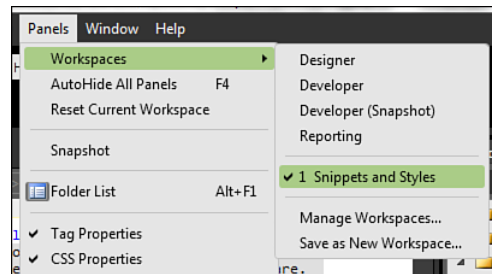 Panels Window Help
Workspaces
AutoHide All Panels F4
Reset Current Workspace
Snapshot
Folder List Alt+F1
Tag Properties
CSS Properties
Designer
Developer
Developer (Snapshot)
Reporting
1 Snippets and Styles
Manage Workspaces...
Save as New Workspace...